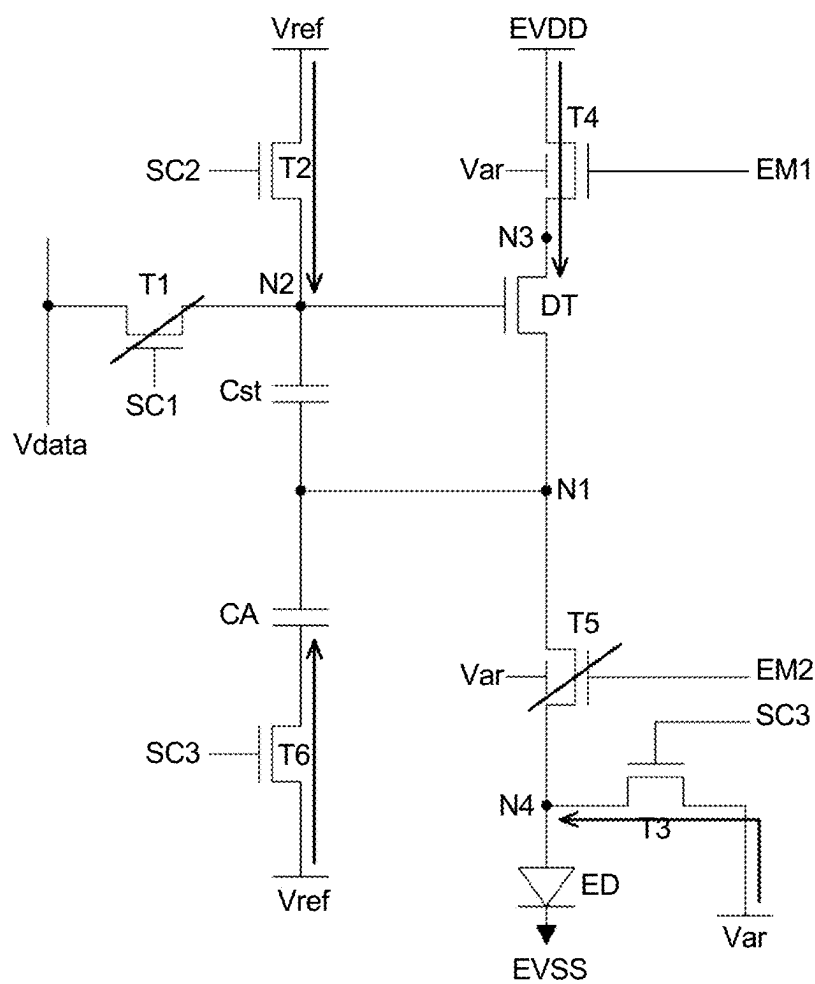 Vref
EVDD
T4
SC2
T2
Var
EM1
N3
T1
N2
DT
SC1
Cst
Vdata
N1
CA
T5
Var
EM2
SC3
SC3
T6
N4
T3
ED
Vref
Var
EVSS